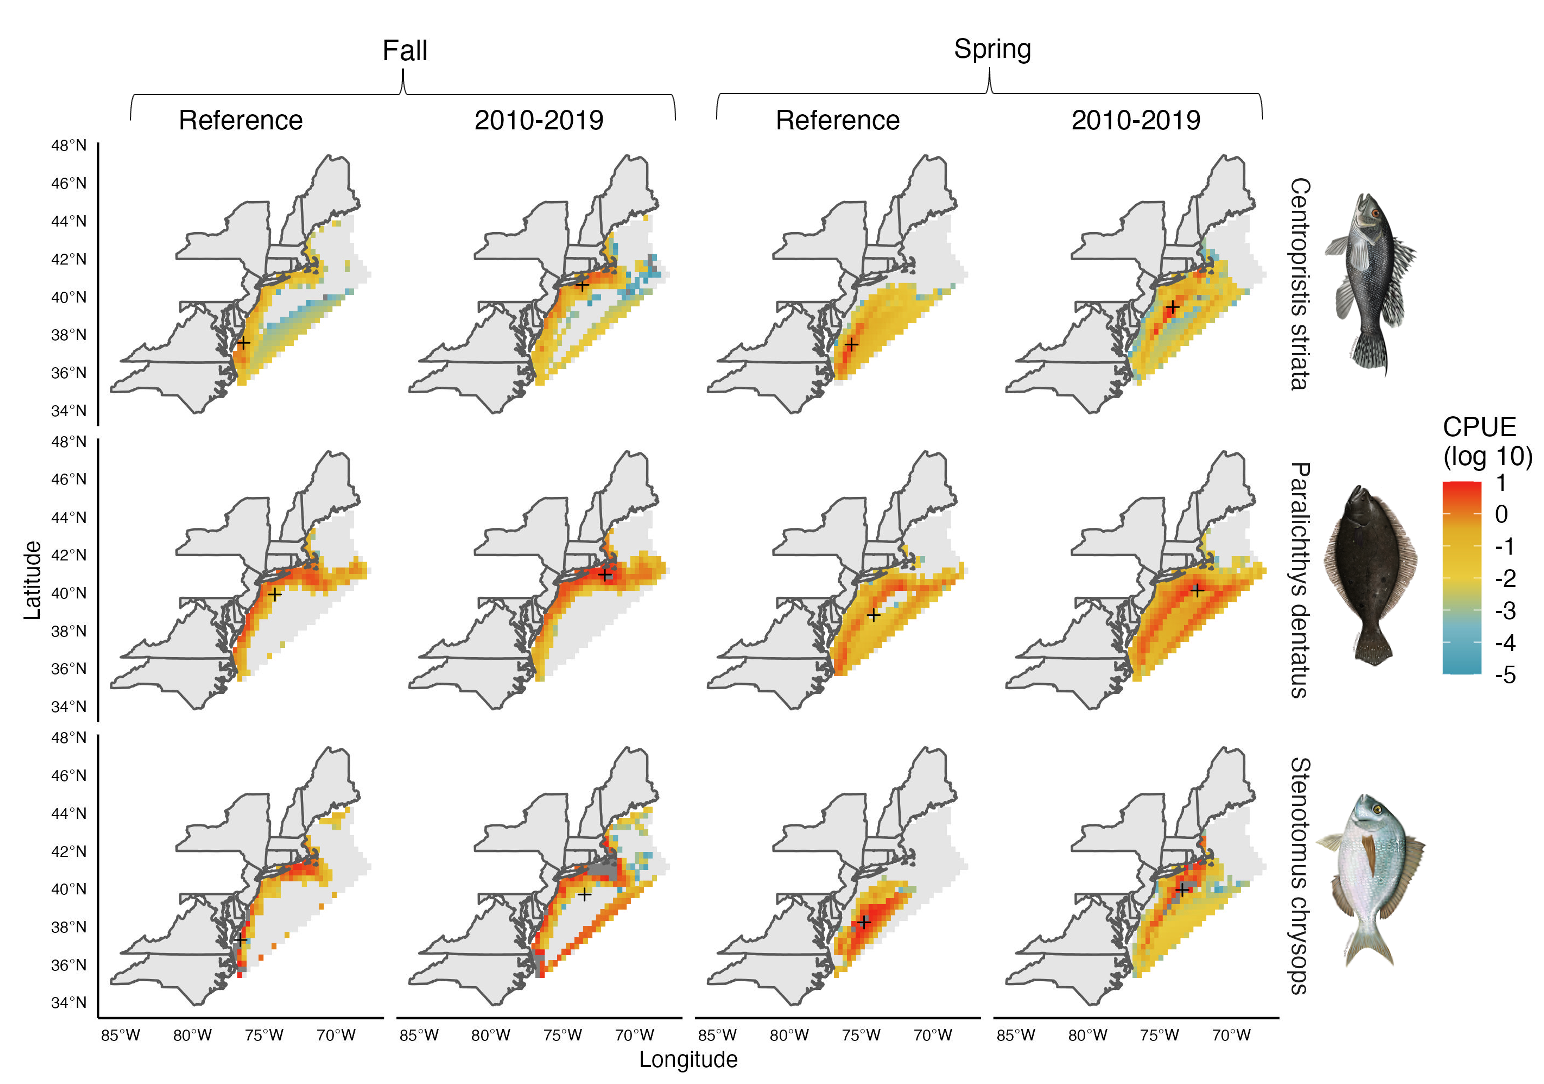 Fall
Spring
Reference
2010-2019
Reference
2010-2019
48°N
46°N
44°N
42°N
40°N
38°N
36°N
34°N
Centropristis striata
48°N
46°N
44°N
42°N
40°N
38°N
36°N
34°N
Paralichthys dentatus
48°N
46°N
44°N
42°N
40°N
38°N
36°N
34°N
Stenotomus chrysops
Latitude
CPUE
(log 10)
1
0
-1
-2
-3
-4
-5
85°W 80°W 75°W 70°W
85°W 80°W 75°W 70°W
85°W 80°W 75°W 70°W
85°W 80°W 75°W 70°W
Longitude